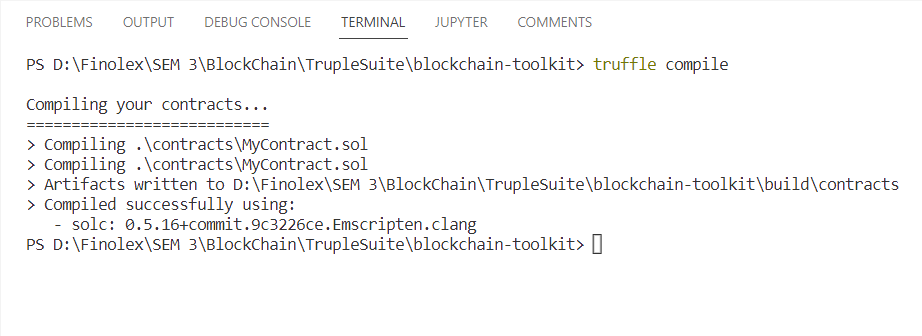 PROBLEMS OUTPUT DEBUG CONSOLE TERMINAL JUPYTER COMMENTS
PS D:\Finolex\SEM 3\BlockChain\TrupleSuite\blockchain-toolkit> truffle compile
Compiling your contracts...
===========================
> Compiling .\contracts\MyContract.sol
> Compiling .\contracts\MyContract.sol
> Artifacts written to D:\Finolex\SEM 3\BlockChain\TrupleSuite\blockchain-toolkit\build\contracts
> Compiled successfully using:
- solc: 0.5.16+commit.9c3226ce.Emscripten.clang
PS D:\Finolex\SEM 3\BlockChain\TrupleSuite\blockchain-toolkit>